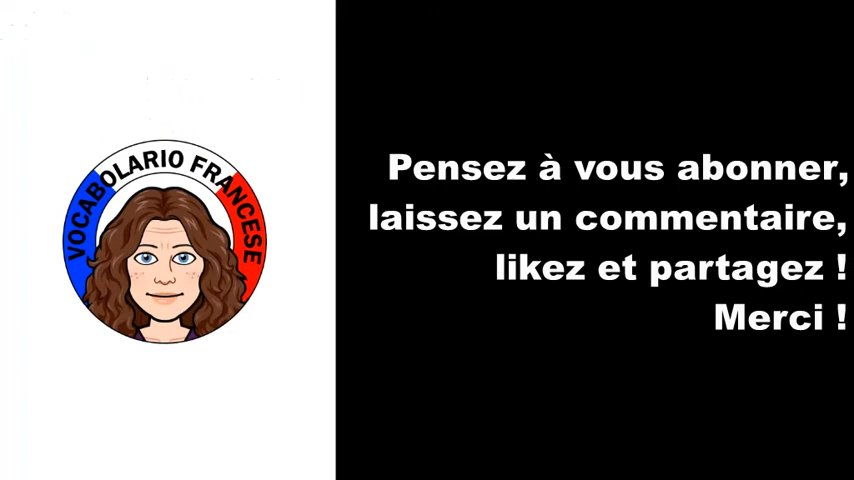 VOCABOLARIO FRANCESE
Pensez à vous abonner,
laissez un commentaire,
likez et partagez !
Merci !